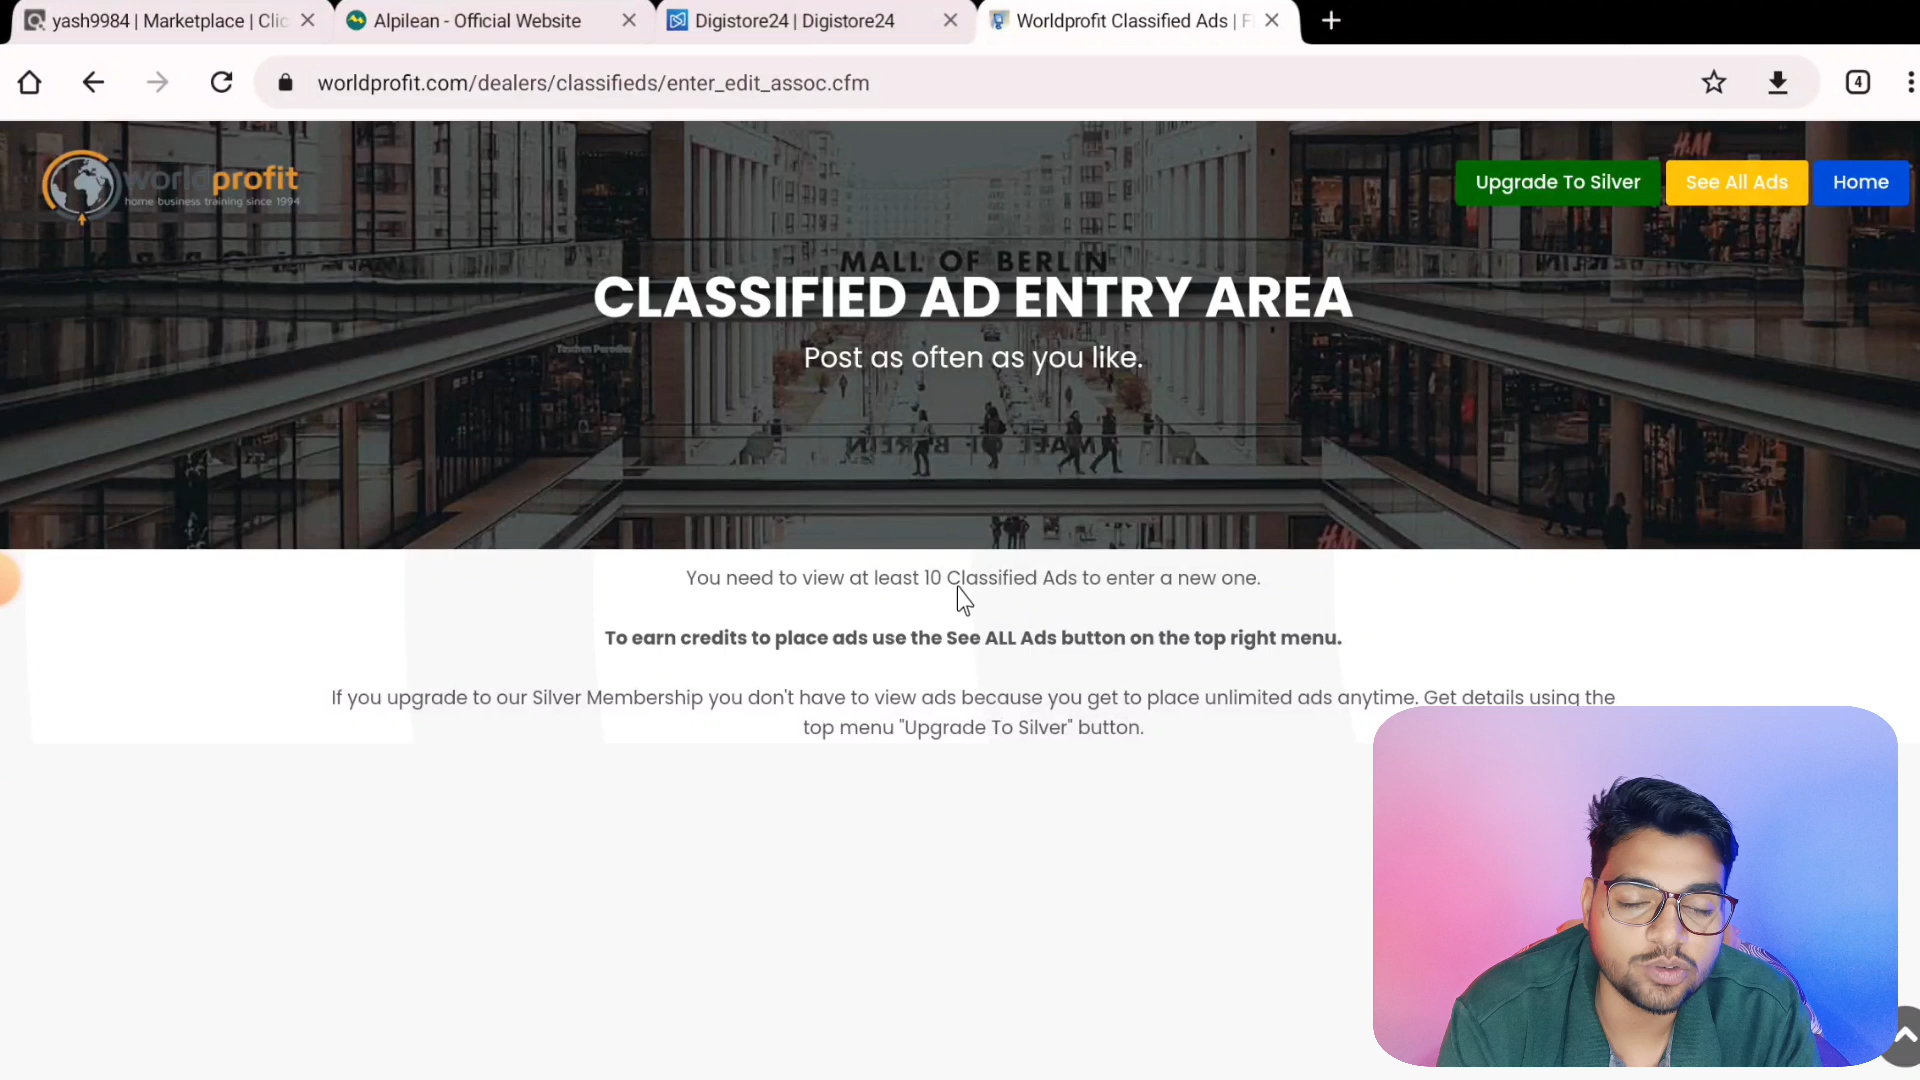 yash9984 | Marketplace | Clic
Alpilean - Official Website
Digistore24 | Digistore24
Worldprofit Classified Ads | F
worldprofit.com/dealers/classifieds/enter_edit_assoc.cfm
4
worldprofit
home business training since 1994
Upgrade To Silver
See All Ads
Home
H&M
MALL OF BERLIN
CLASSIFIED AD ENTRY AREA
Post as often as you like.
You need to view at least 10 Classified Ads to enter a new one.
To earn credits to place ads use the See ALL Ads button on the top right menu.
If you upgrade to our Silver Membership you don't have to view ads because you get to place unlimited ads anytime. Get details using the
top menu "Upgrade To Silver" button.